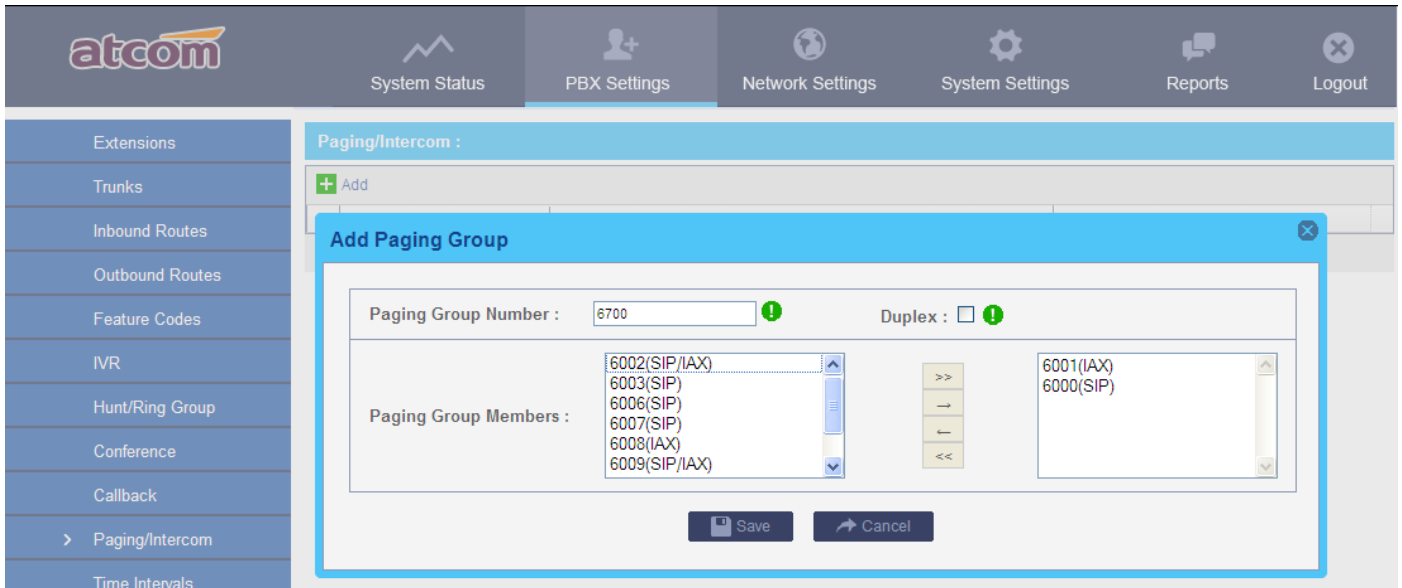 atcom
System Status
PBX Settings
Network Settings
System Settings
Reports
Logout
Extensions
Trunks
Inbound Routes
Outbound Routes
Feature Codes
IVR
Hunt/Ring Group
Conference
Callback
> Paging/Intercom
Time Intervals
Paging/Intercom :
Add
Add Paging Group
Paging Group Number : 6700
Duplex :
Paging Group Members :
6002(SIP/IAX)
6003(SIP)
6006(SIP)
6007(SIP)
6008(IAX)
6009(SIP/IAX)
>>
→
←
<<
6001(IAX)
6000(SIP)
Save
Cancel